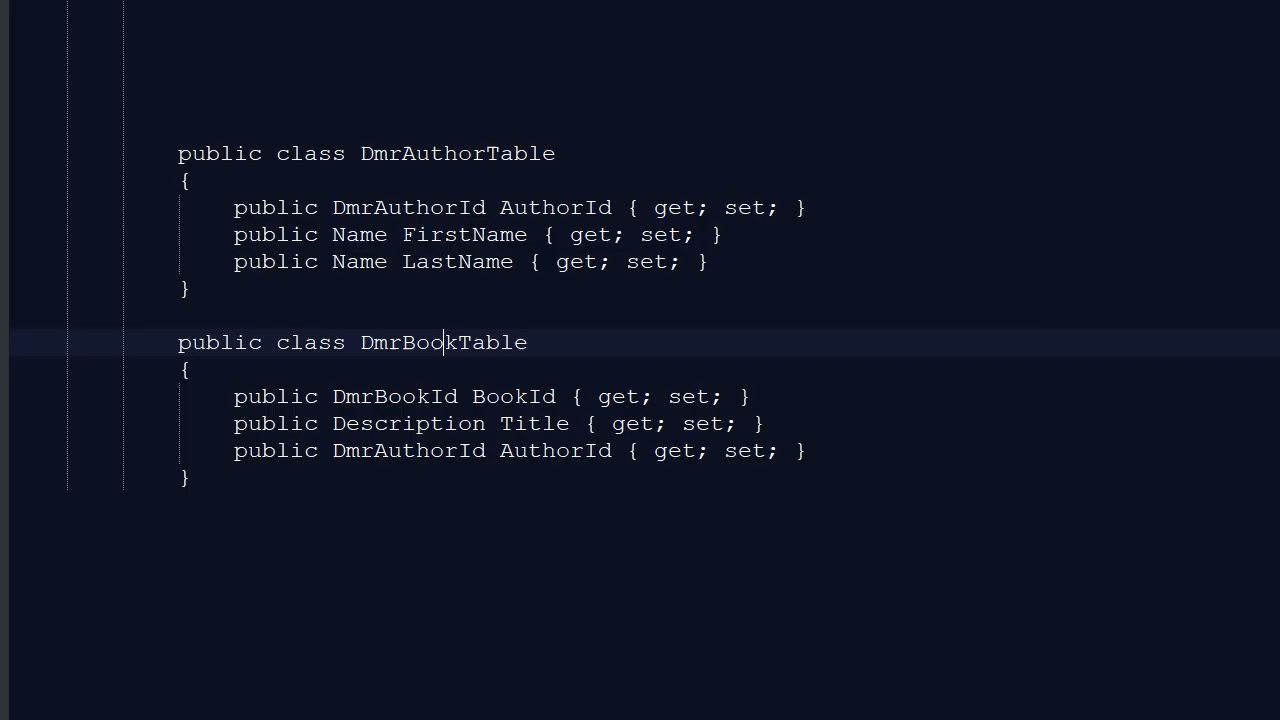 public class DmrAuthorTable
{
public DmrAuthorId AuthorId { get; set; }
public Name FirstName { get; set; }
public Name LastName { get; set; }
}
public class DmrBookTable
{
public DmrBookId BookId { get; set; }
public Description Title { get; set; }
public DmrAuthorId AuthorId { get; set; }
}